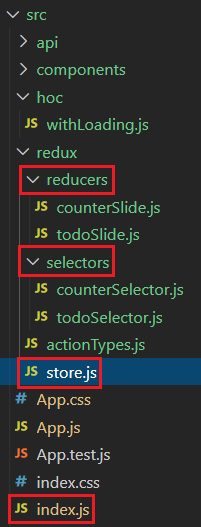 src
api
components
hoc
JS withLoading.js
redux
reducers
JS counterSlide.js
JS todoSlide.js
selectors
JS counterSelector.js
JS todoSelector.js
JS actionTypes.js
JS store.js
# App.css
JS App.js
JS App.test.js
# index.css
JS index.js